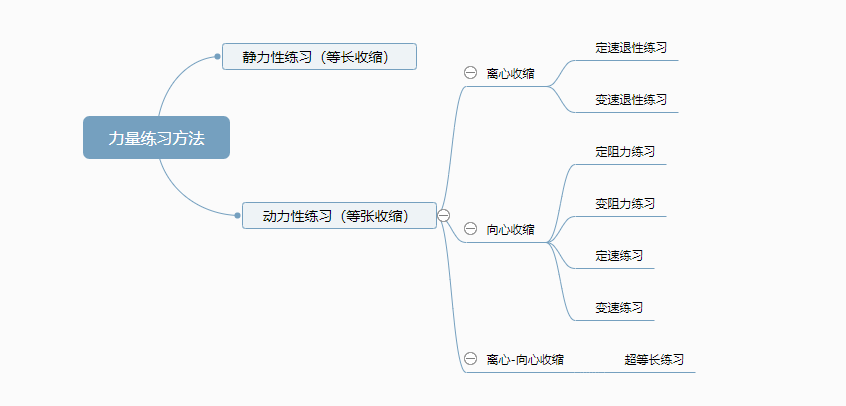 力量练习方法
静力性练习（等长收缩）
动力性练习（等张收缩）
离心收缩
定速退性练习
变速退性练习
向心收缩
定阻力练习
变阻力练习
定速练习
变速练习
离心-向心收缩
超等长练习